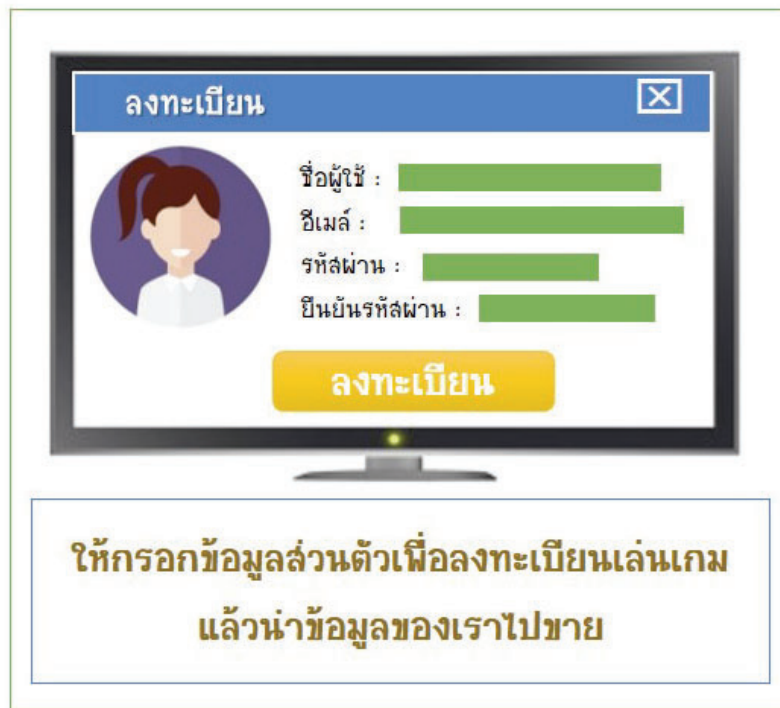 ลงทะเบียน
ชื่อผู้ใช้ :
อีเมล์ :
รหัสผ่าน :
ยืนยันรหัสผ่าน :
ลงทะเบียน
ให้กรอกข้อมูลส่วนตัวเพื่อลงทะเบียนเล่นเกม
แล้วนำข้อมูลของเราไปขาย